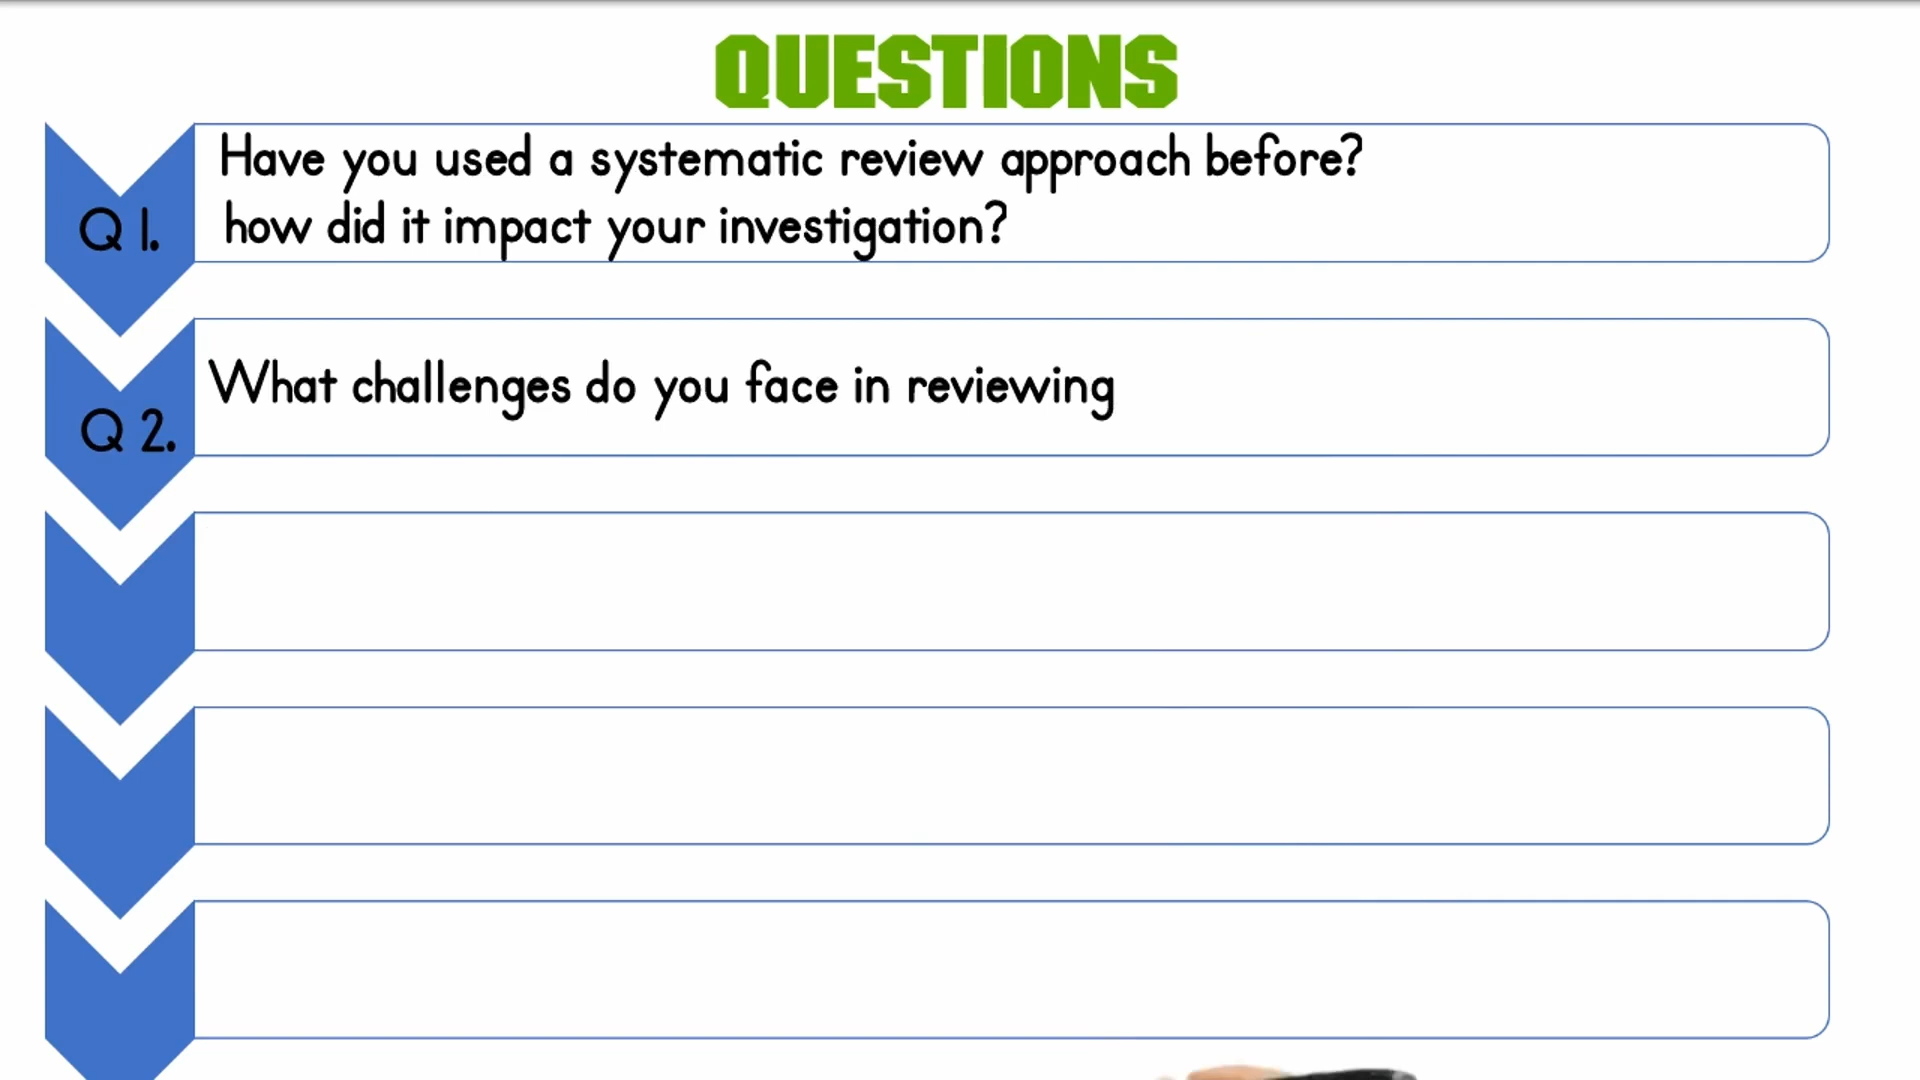 QUESTIONS
Have you used a systematic review approach before?
Q 1.
how did it impact your investigation?
What challenges do you face in reviewing
Q 2.